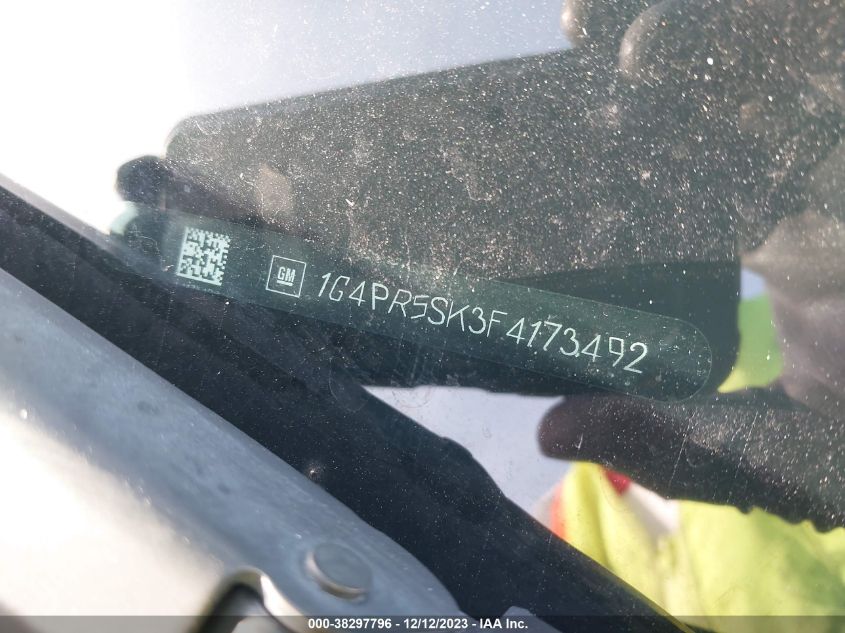 GM 1G4PR5SK3F4173492
000-38297796 - 12/12/2023 - IAA Inc.